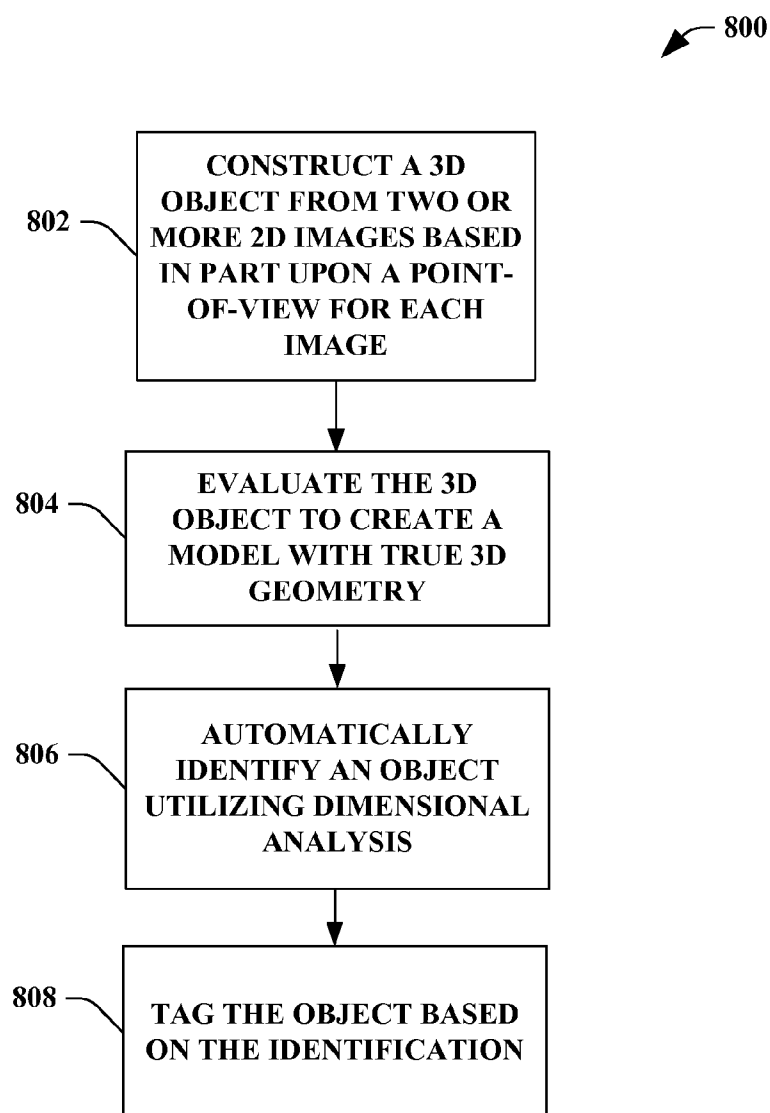 800
CONSTRUCT A 3D
OBJECT FROM TWO OR
MORE 2D IMAGES BASED
IN PART UPON A POINT-
OF-VIEW FOR EACH
IMAGE
802
EVALUATE THE 3D
OBJECT TO CREATE A
MODEL WITH TRUE 3D
GEOMETRY
804
AUTOMATICALLY
IDENTIFY AN OBJECT
UTILIZING DIMENSIONAL
ANALYSIS
806
TAG THE OBJECT BASED
ON THE IDENTIFICATION
808